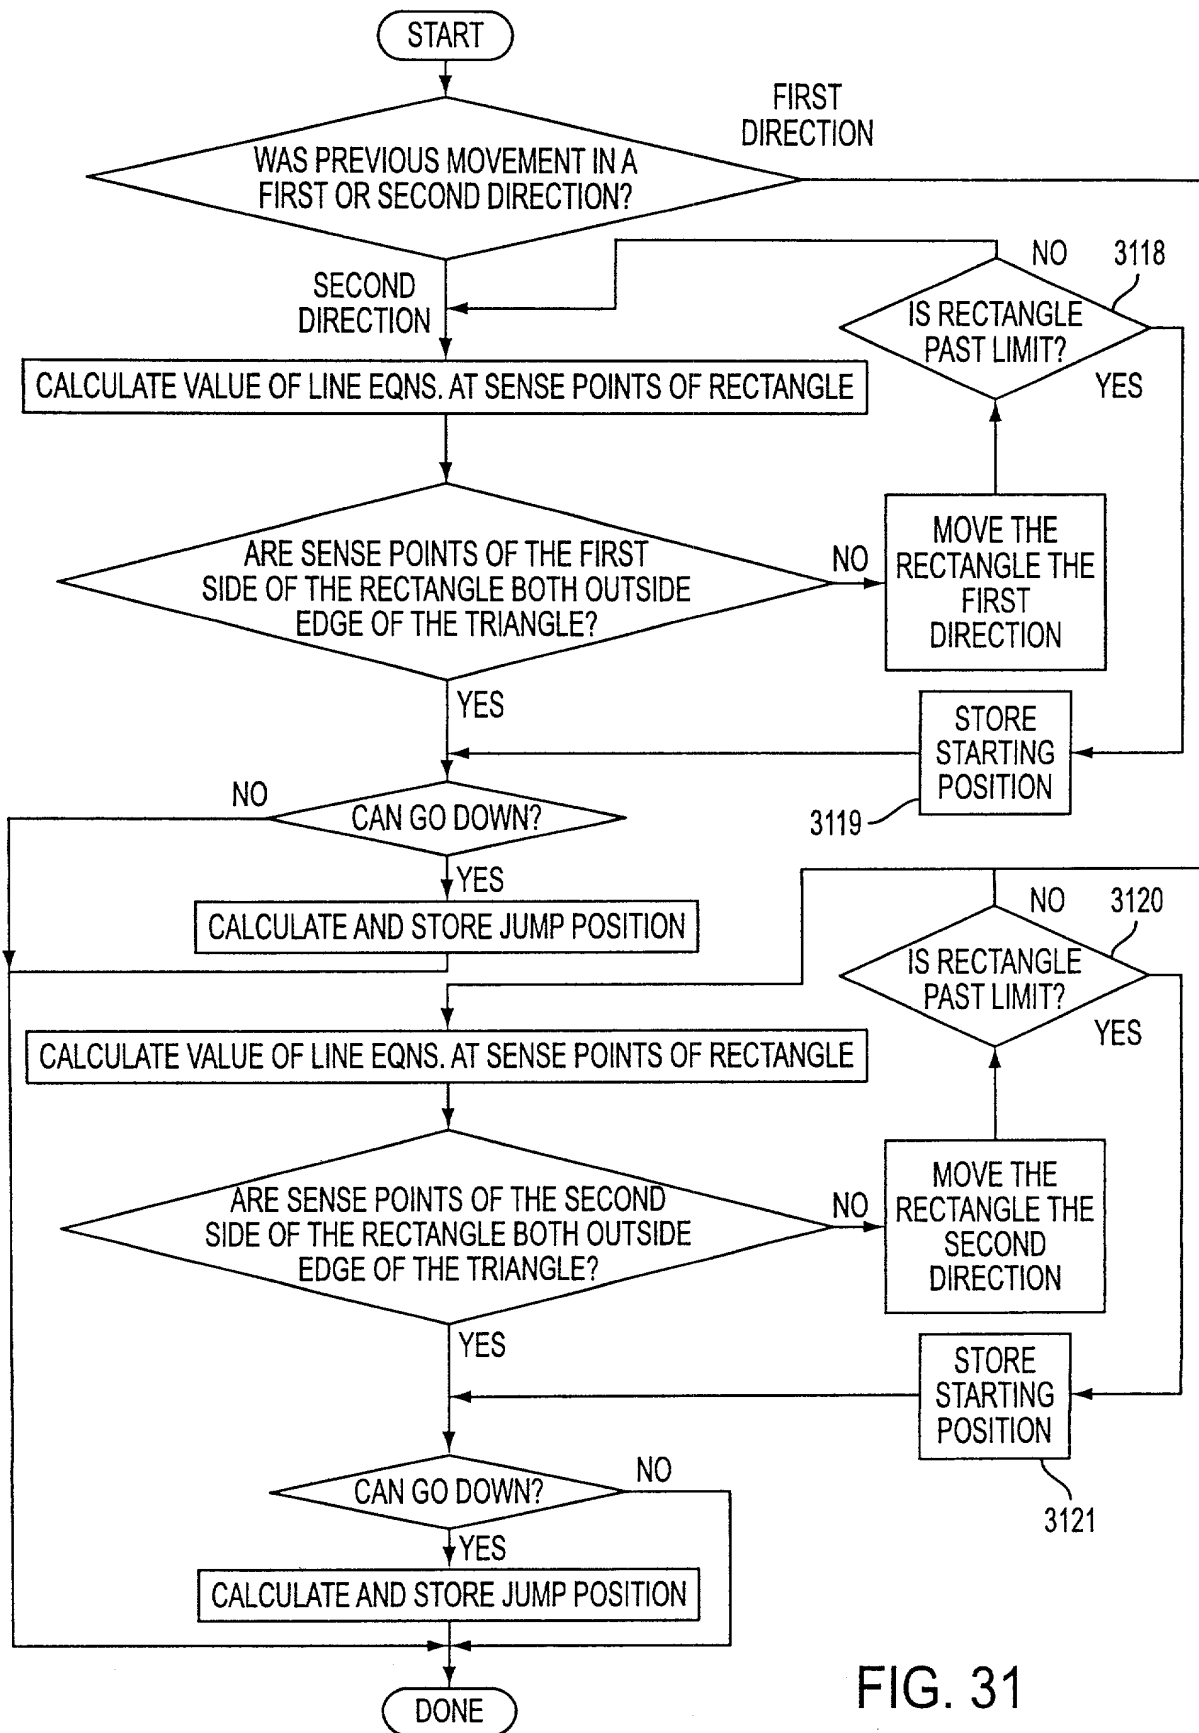 START
FIRST
DIRECTION
WAS PREVIOUS MOVEMENT IN A
FIRST OR SECOND DIRECTION?
NO
3118
SECOND
DIRECTION
IS RECTANGLE
PAST LIMIT?
YES
CALCULATE VALUE OF LINE EQNS. AT SENSE POINTS OF RECTANGLE
ARE SENSE POINTS OF THE FIRST
SIDE OF THE RECTANGLE BOTH OUTSIDE
EDGE OF THE TRIANGLE?
NO
MOVE THE
RECTANGLE THE
FIRST
DIRECTION
YES
STORE
STARTING
POSITION
3119
NO
CAN GO DOWN?
YES
CALCULATE AND STORE JUMP POSITION
NO
3120
IS RECTANGLE
PAST LIMIT?
YES
CALCULATE VALUE OF LINE EQNS. AT SENSE POINTS OF RECTANGLE
ARE SENSE POINTS OF THE SECOND
SIDE OF THE RECTANGLE BOTH OUTSIDE
EDGE OF THE TRIANGLE?
NO
MOVE THE
RECTANGLE THE
SECOND
DIRECTION
YES
STORE
STARTING
POSITION
3121
CAN GO DOWN?
NO
YES
CALCULATE AND STORE JUMP POSITION
DONE
FIG. 31